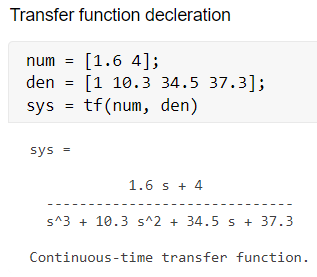 Transfer function decleration
num = [1.6 4];
den = [1 10.3 34.5 37.3];
sys = tf(num, den)
sys =
1.6 s + 4
-------------------------------
s^3 + 10.3 s^2 + 34.5 s + 37.3
Continuous-time transfer function.